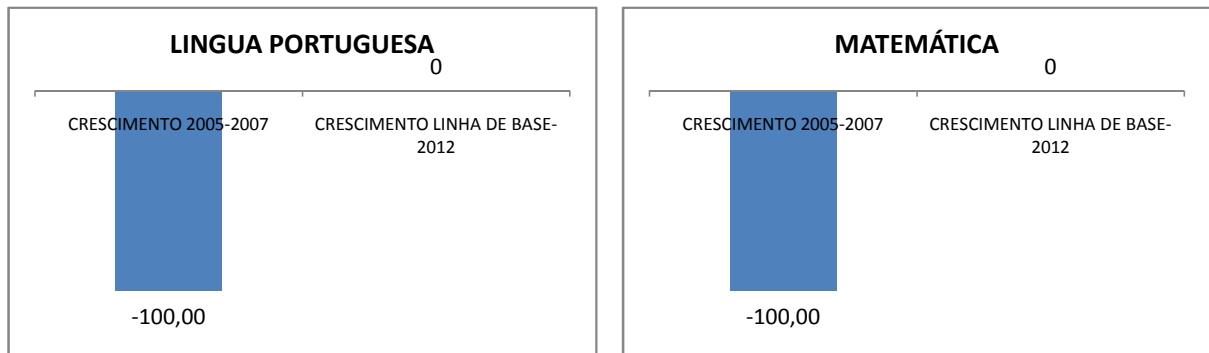 LINGUA PORTUGUESA
0
CRESCIMENTO 2005-2007
CRESCIMENTO LINHA DE BASE-
2012
-100,00
MATEMÁTICA
0
CRESCIMENTO 2005-2007
CRESCIMENTO LINHA DE BASE-
2012
-100,00